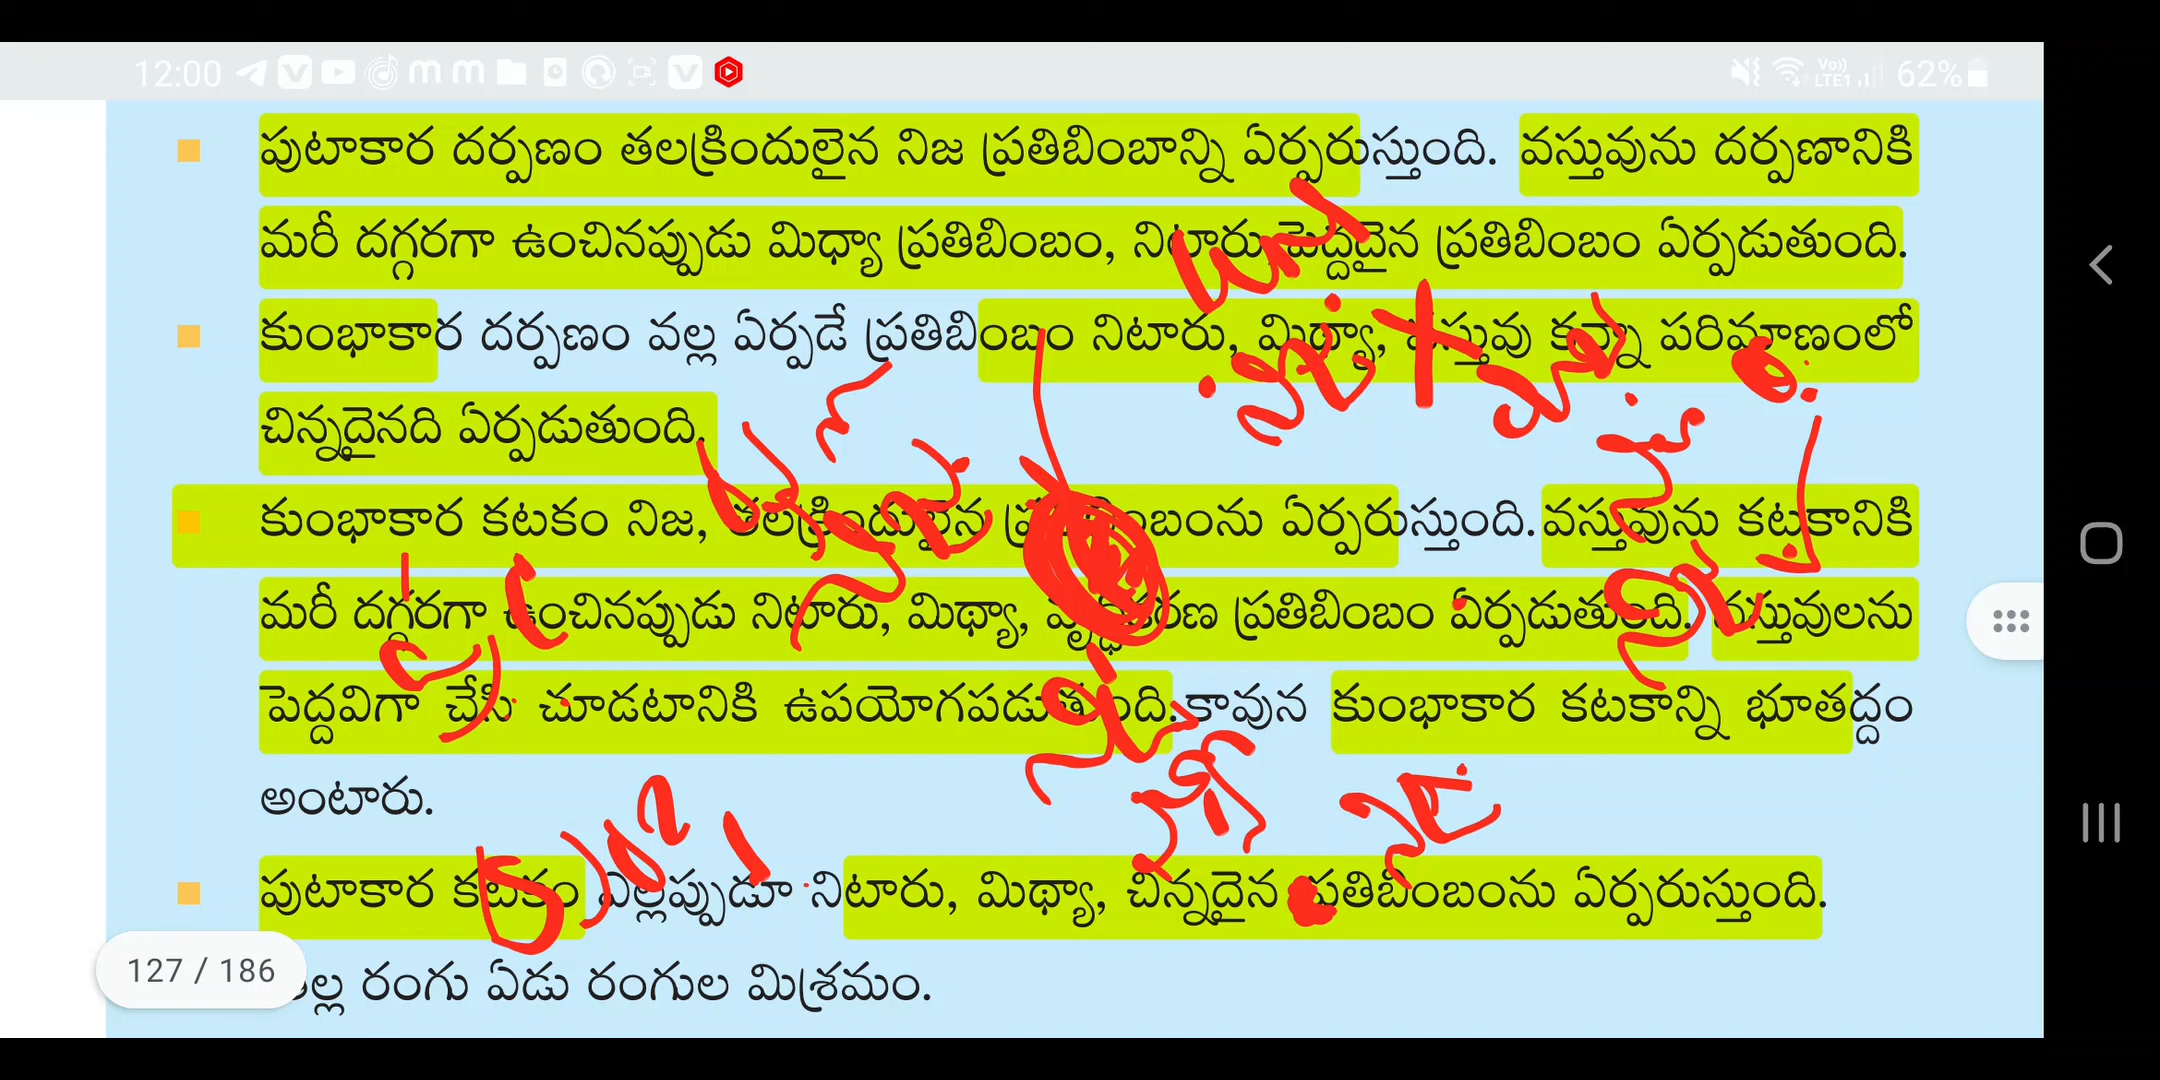 12:00 Vo)) LTE1 62%
పుటాకార దర్పణం తలక్రిందులైన నిజ ప్రతిబింబాన్ని ఏర్పరుస్తుంది. వస్తువును దర్పణానికి
మరీ దగ్గరగా ఉంచినప్పుడు మిధ్యా ప్రతిబింబం, నిటారు, పెద్దదైన ప్రతిబింబం ఏర్పడుతుంది.
కుంభాకార దర్పణం వల్ల ఏర్పడే ప్రతిబింబం నిటారు, మిథ్యా, వస్తువు కన్నా పరిమాణంలో
చిన్నదైనది ఏర్పడుతుంది.
కుంభాకార కటకం నిజ, తలక్రిందులైన ప్రతిబింబంను ఏర్పరుస్తుంది. వస్తువును కటకానికి
మరీ దగ్గరగా ఉంచినప్పుడు నిటారు, మిథ్యా, ప్రతిబింబం ఏర్పడుతుంది. వస్తువులను
పెద్దవిగా చేసి చూడటానికి ఉపయోగపడుతుంది. కావున కుంభాకార కటకాన్ని భూతద్దం
అంటారు.
పుటాకార కటకం ఎల్లప్పుడూ నిటారు, మిథ్యా, చిన్నదైన ప్రతిబింబంను ఏర్పరుస్తుంది.
రంగు ఏడు రంగుల మిశ్రమం.
127 / 186